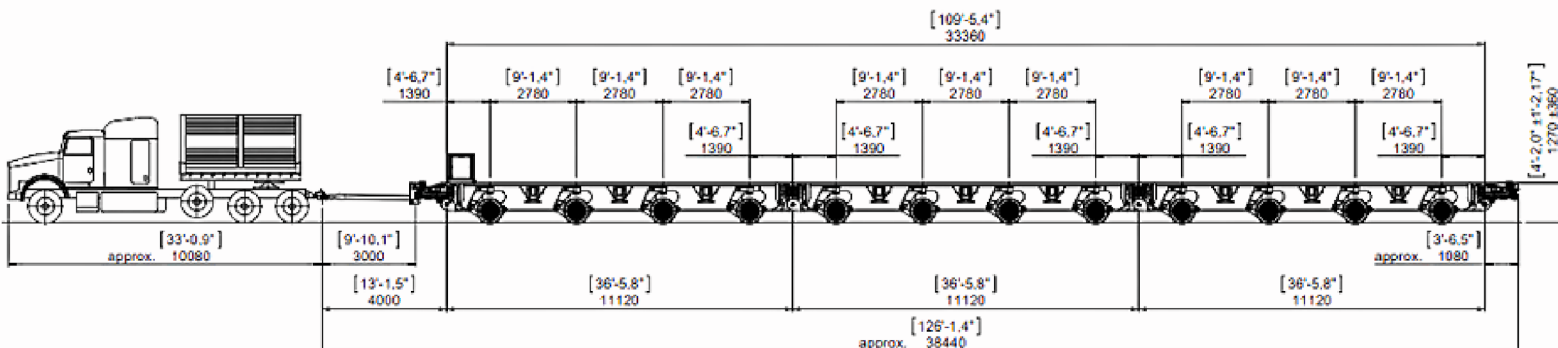 [109'-5,4"]
33360
[4'-6,7"] [9'-1,4"] [9'-1,4"] [9'-1,4"] [9'-1,4"] [9'-1,4"] [9'-1,4"] [9'-1,4"] [9'-1,4"] [9'-1,4"]
1390 2780 2780 2780 2780 2780 2780 2780 2780 2780
[4'-6,7"] [4'-6,7"] [4'-6,7"] [4'-6,7"] [4'-6,7"]
1390 1390 1390 1390 1390
[4'-2,0" ±1'-2,17"]
1270 ±360
[33'-0,9"] [9'-10,1"] [3'-6,5"]
approx. 10080 3000 approx. 1080
[13'-1,5"] [36'-5,8"] [36'-5,8"] [36'-5,8"]
4000 11120 11120 11120
[126'-1,4"]
approx. 38440